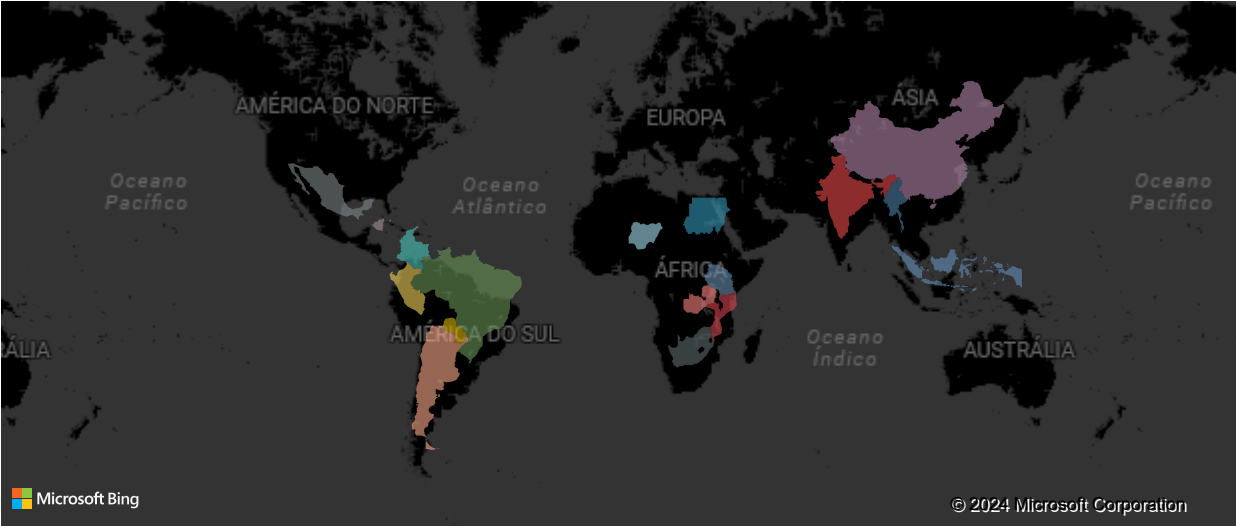 ÁSIA
AMÉRICA DO NORTE
EUROPA
Oceano
Pacífico
Oceano
Atlântico
Oceano
Pacífico
ÁFRICA
AMÉRICA DO SUL
Oceano
Índico
RÁLIA
AUSTRÁLIA
Microsoft Bing
© 2024 Microsoft Corporation